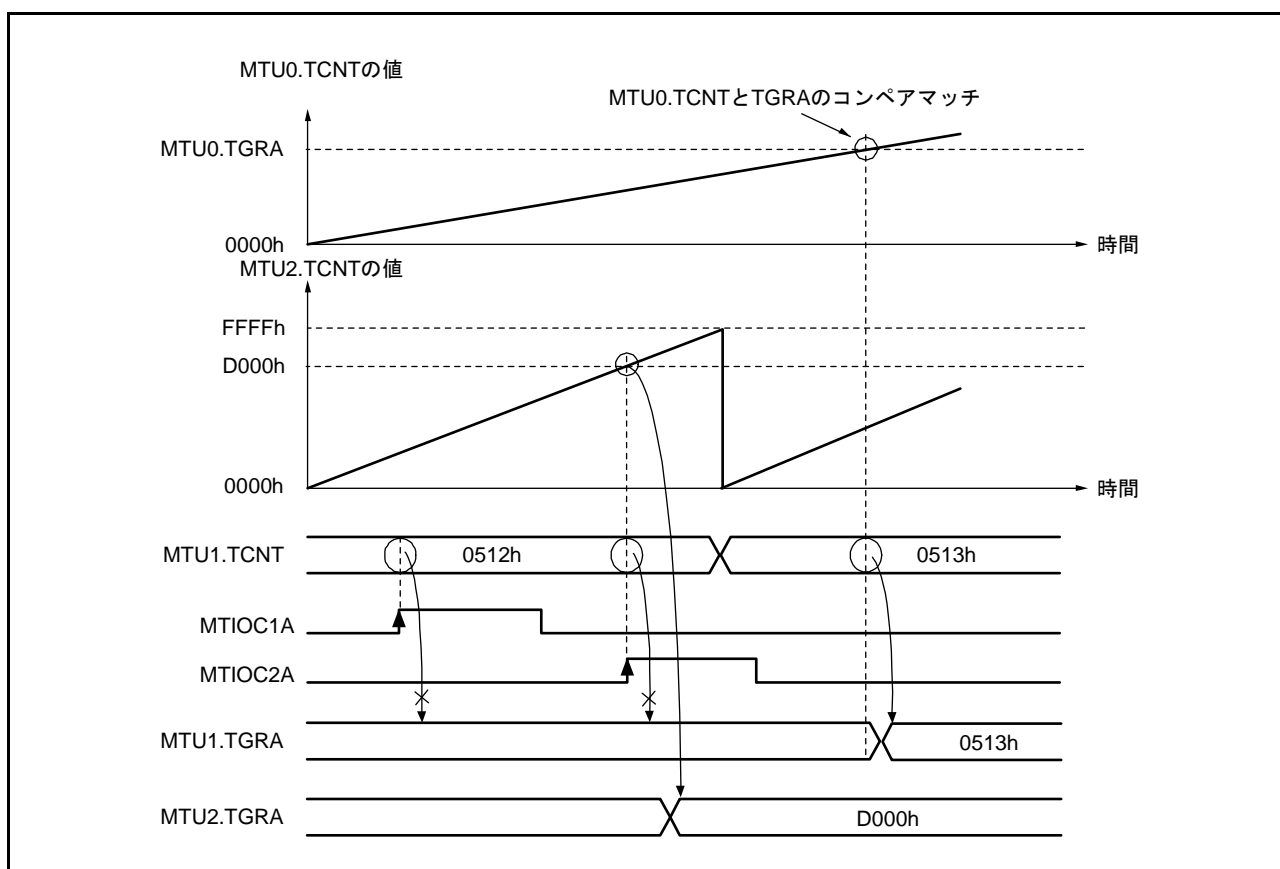 MTU0.TCNTの値
MTU0.TCNTとTGRAのコンペアマッチ
MTU0.TGRA
0000h
時間
MTU2.TCNTの値
FFFFh
D000h
0000h
時間
MTU1.TCNT
0512h
0513h
MTIOC1A
MTIOC2A
MTU1.TGRA
0513h
MTU2.TGRA
D000h